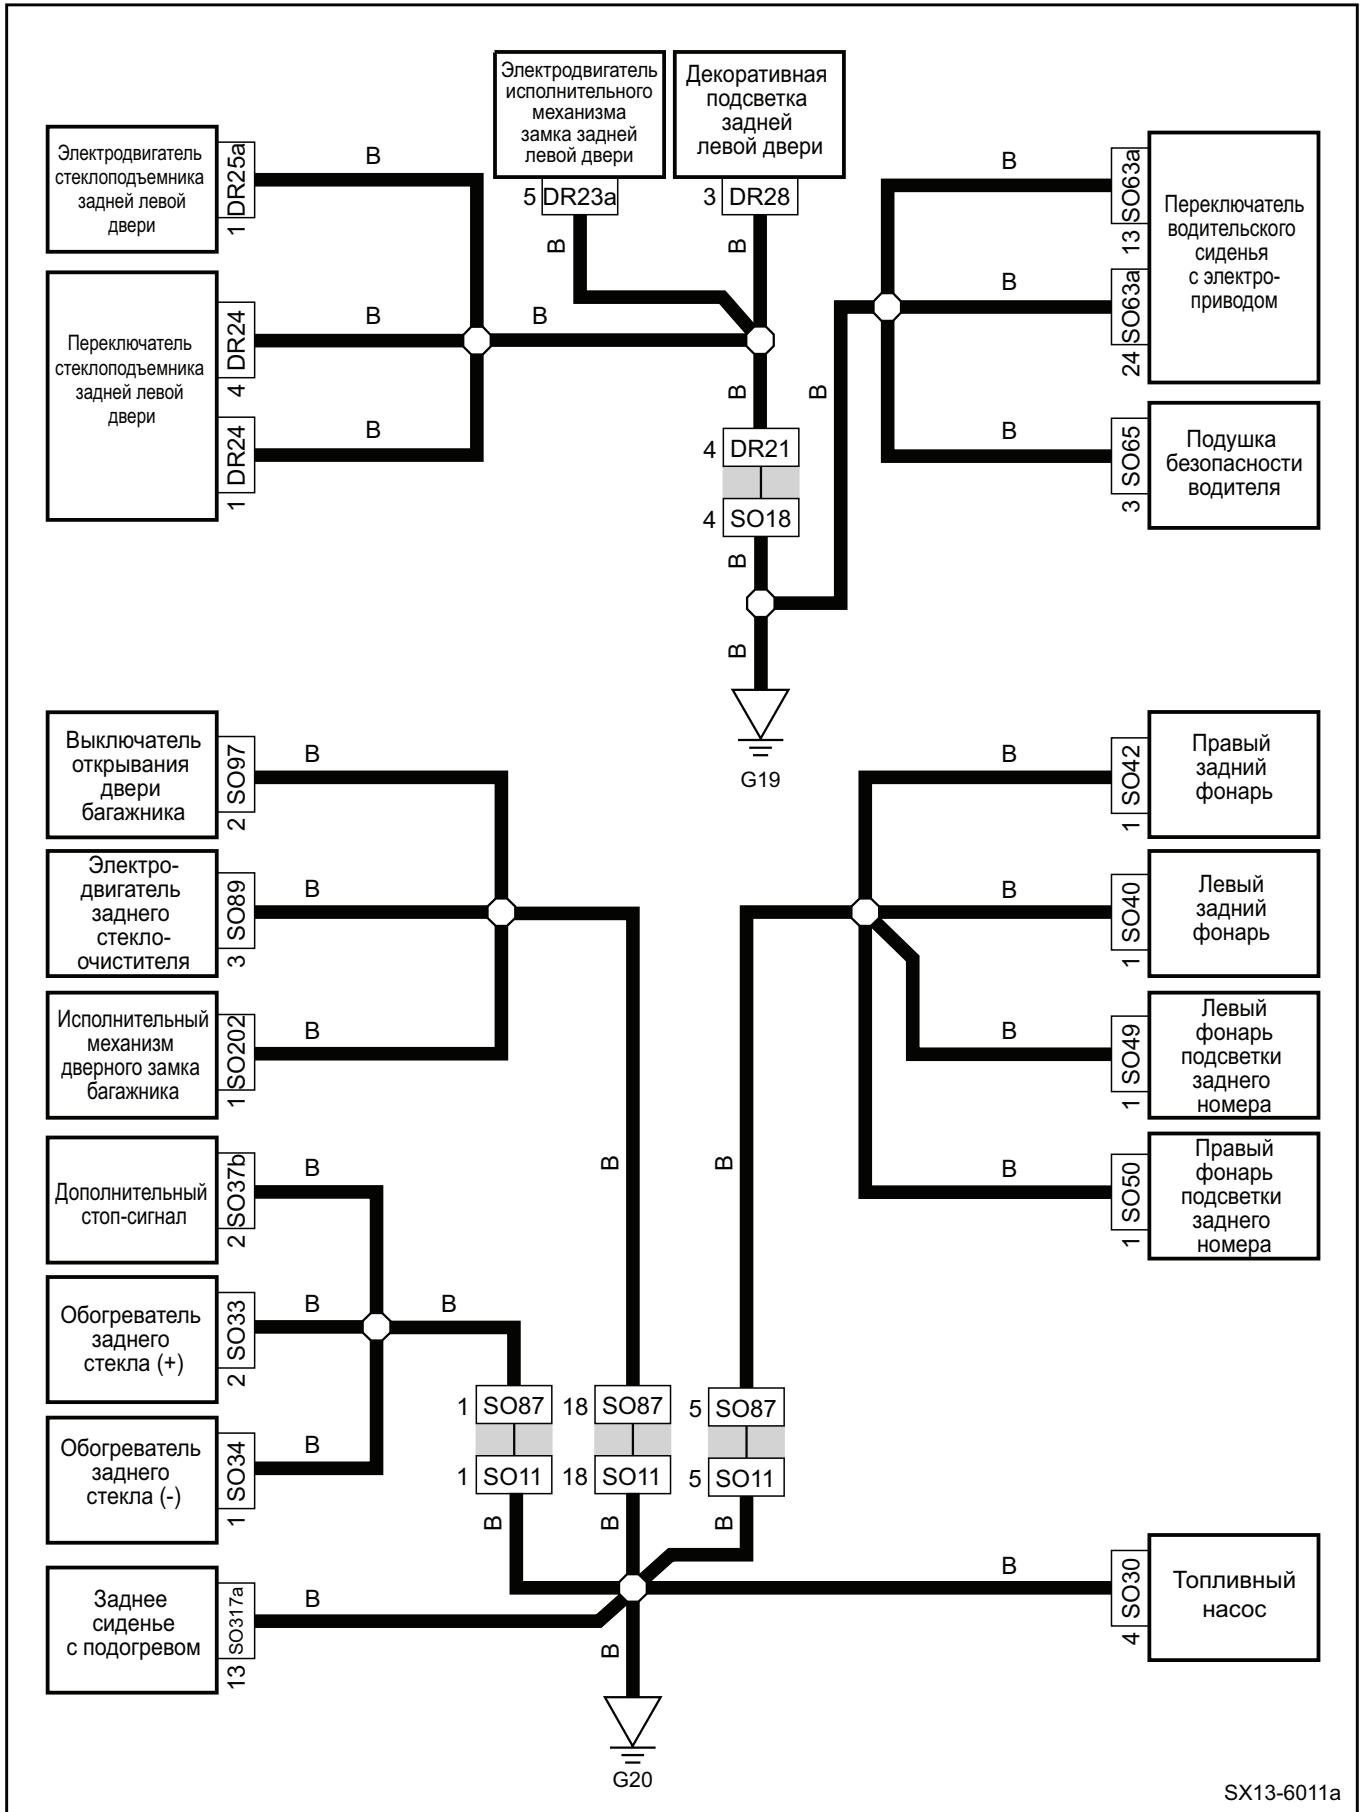 Электродвигатель
исполнительного
механизма
замка задней
левой двери
5 DR23a
B
Декоративная
подсветка
задней
левой двери
3 DR28
B
Электродвигатель
стеклоподъемника
задней левой
двери
1 DR25a
B
Переключатель
стеклоподъемника
задней левой
двери
4 DR24
B
B
1 DR24
B
Переключатель
водительского
сиденья
с электро-
приводом
13 SO63a
B
24 SO63a
B
Подушка
безопасности
водителя
3 SO65
B
B
B
4 DR21
4 SO18
B
B
G19
Выключатель
открывания
двери
багажника
2 SO97
B
Электро-
двигатель
заднего
стекло-
очистителя
3 SO89
B
Исполнительный
механизм
дверного замка
багажника
1 SO202
B
Дополнительный
стоп-сигнал
2 SO37b
B
Обогреватель
заднего
стекла (+)
2 SO33
B
B
Обогреватель
заднего
стекла (-)
1 SO34
B
Заднее
сиденье
с подогревом
13 SO317a
B
Правый
задний
фонарь
1 SO42
B
Левый
задний
фонарь
1 SO40
B
Левый
фонарь
подсветки
заднего
номера
1 SO49
B
Правый
фонарь
подсветки
заднего
номера
1 SO50
B
B
B
1 SO87
18 SO87
5 SO87
1 SO11
18 SO11
5 SO11
B
B
B
Топливный
насос
4 SO30
B
B
G20
SX13-6011a